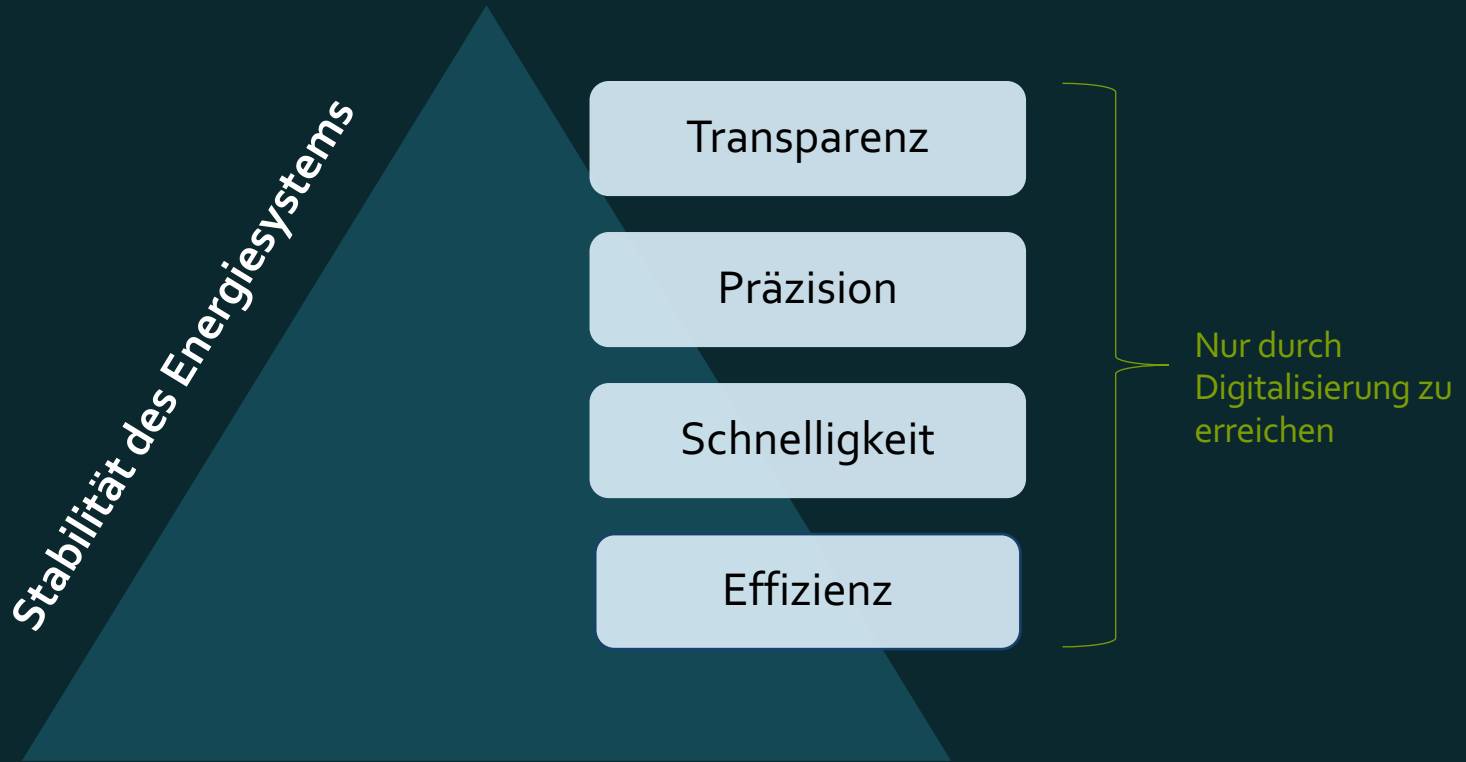 Stabilität des Energiesystems
Transparenz
Präzision
Schnelligkeit
Effizienz
Nur durch
Digitalisierung zu
erreichen